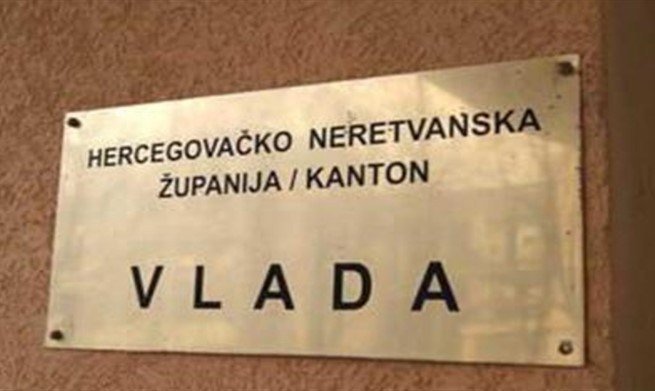 HERCEGOVAČKO NERETVANSKA
ŽUPANIJA / KANTON
VLADA